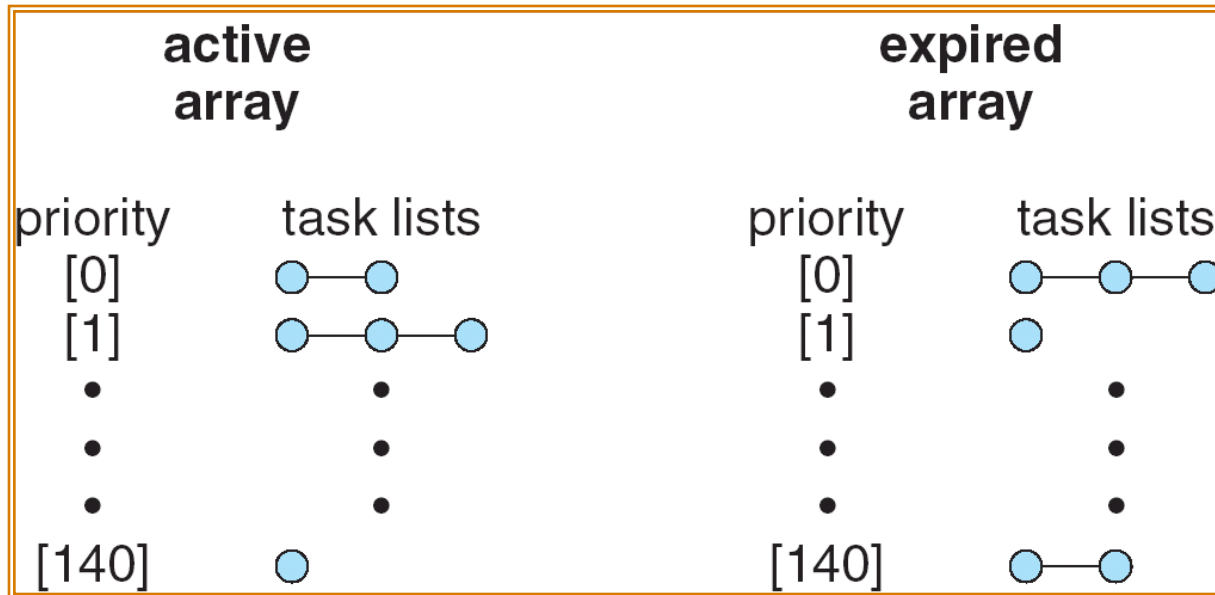 active
array
expired
array
priority task lists
priority task lists
[0]
[0]
[1]
[1]
[140]
[140]